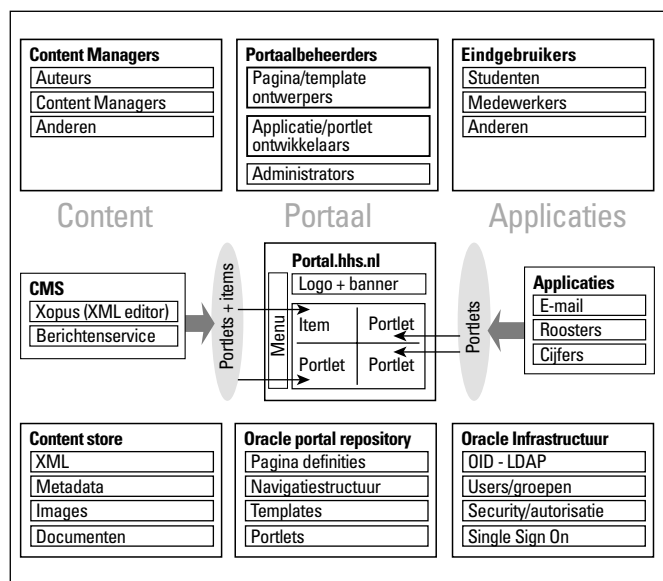 Content Managers
Auteurs
Content Managers
Anderen
Portaalbeheerders
Pagina/template
ontwerpers
Applicatie/portlet
ontwikkelaars
Administrators
Eindgebruikers
Studenten
Medewerkers
Anderen
Content
Portaal
Applicaties
CMS
Xopus (XML editor)
Berichtenservice
Portlets + items
Portal.hhs.nl
Logo + banner
Menu
Item
Portlet
Portlet
Portlet
Portlets
Applicaties
E-mail
Roosters
Cijfers
Content store
XML
Metadata
Images
Documenten
Oracle portal repository
Pagina definities
Navigatiestructuur
Templates
Portlets
Oracle Infrastructuur
OID - LDAP
Users/groepen
Security/autorisatie
Single Sign On